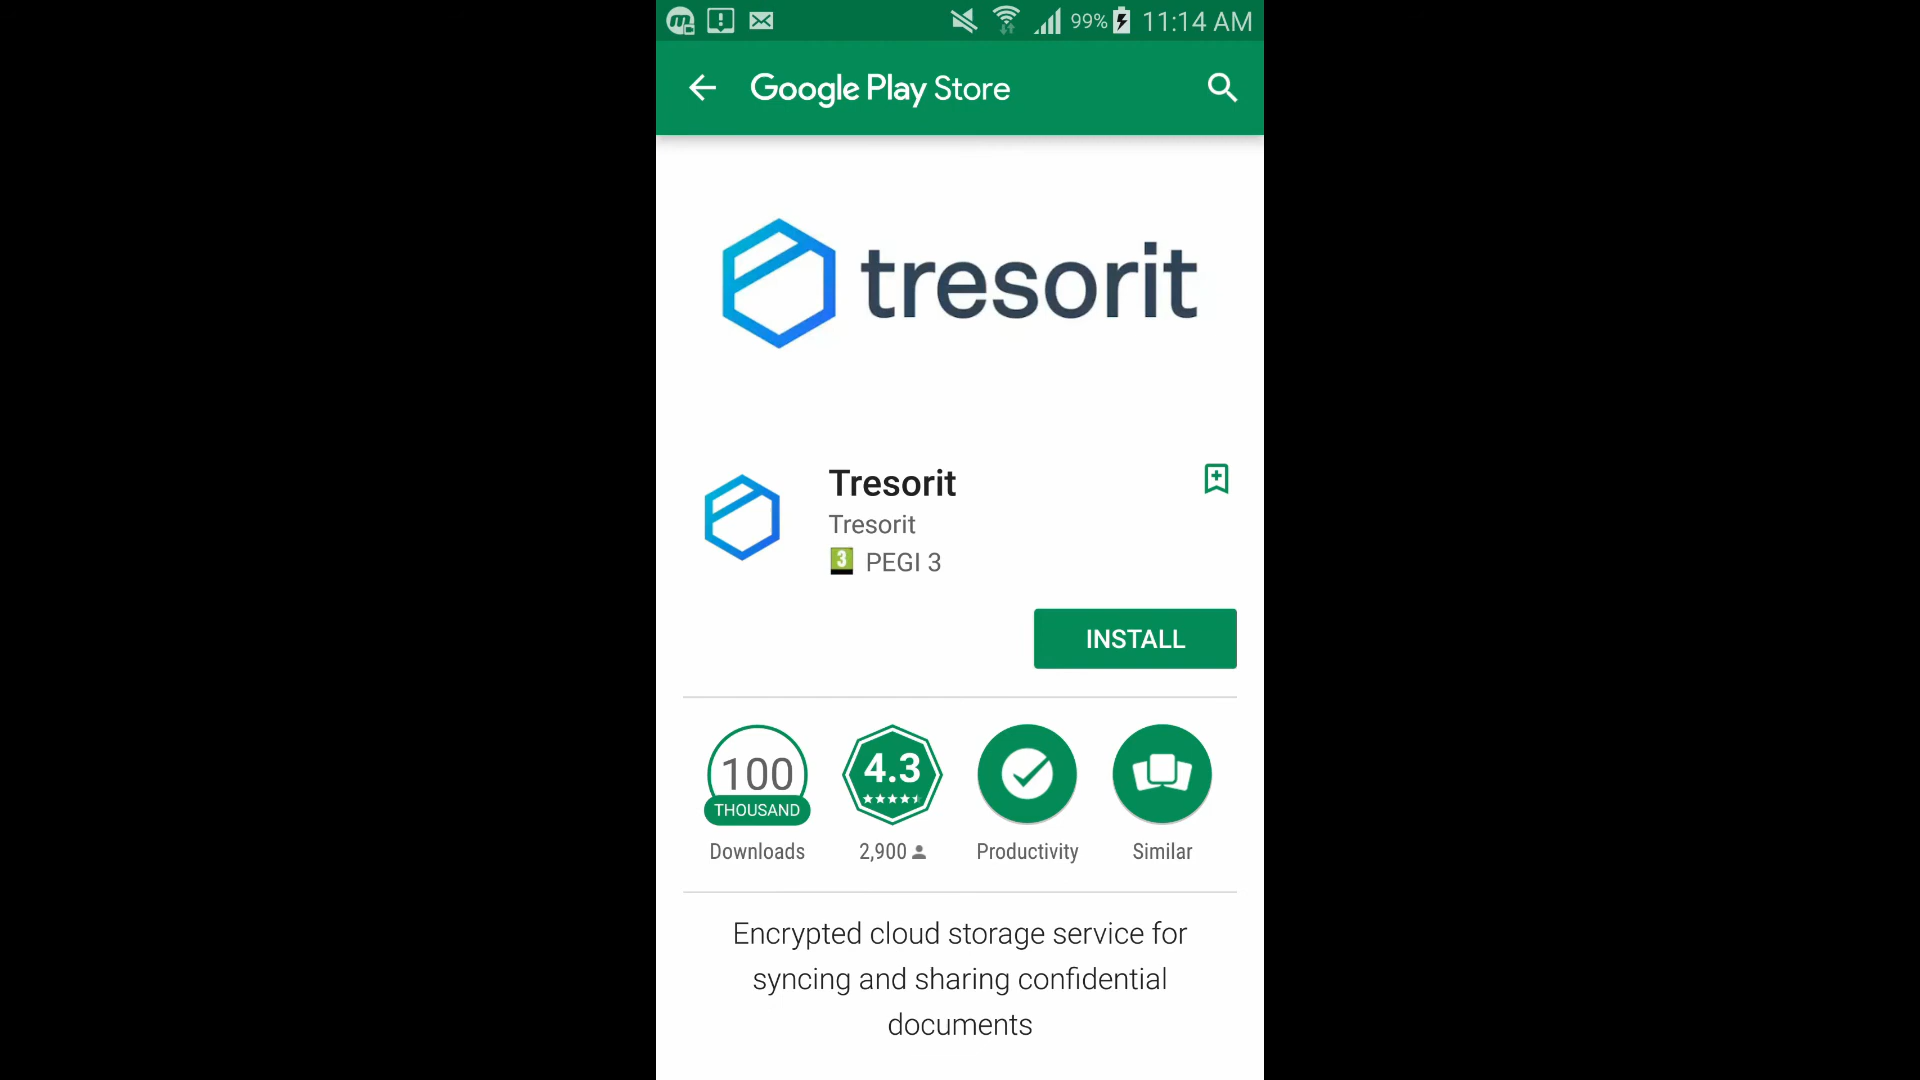 99% 11:14 AM
Google Play Store
tresorit
Tresorit
Tresorit
3 PEGI 3
INSTALL
100
THOUSAND
Downloads
4.3
2,900
Productivity
Similar
Encrypted cloud storage service for
syncing and sharing confidential
documents